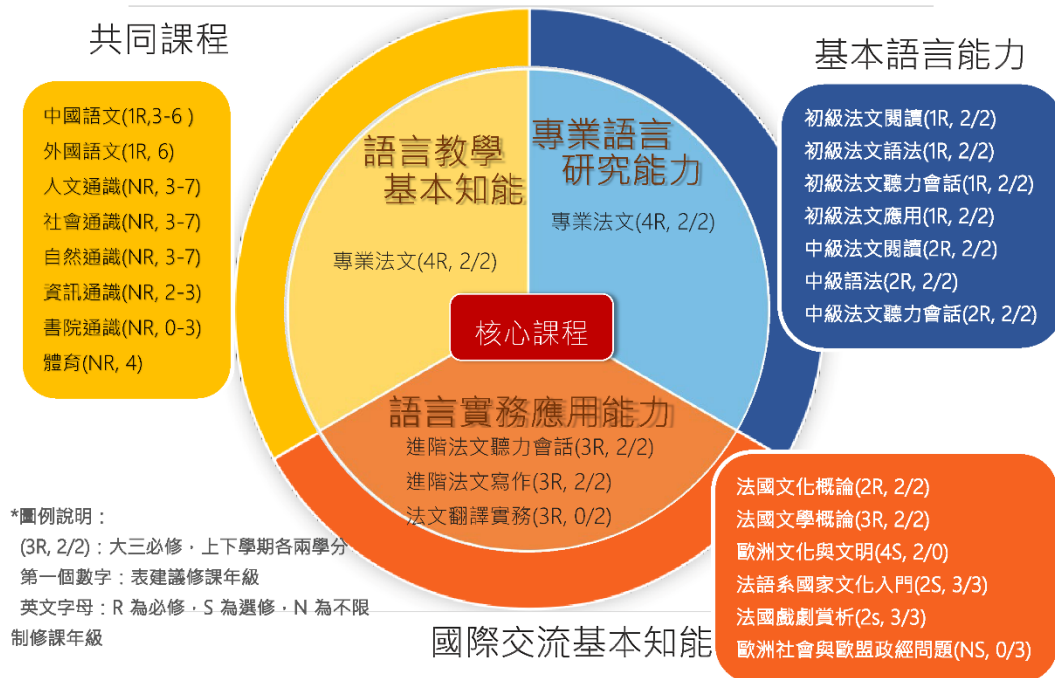 共同課程
中國語文(1R,3-6 )
外國語文(1R, 6)
人文通識(NR, 3-7)
社會通識(NR, 3-7)
自然通識(NR, 3-7)
資訊通識(NR, 2-3)
書院通識(NR, 0-3)
體育(NR, 4)
語言教學
基本知能
專業法文(4R, 2/2)
專業語言
研究能力
專業法文(4R, 2/2)
核心課程
語言實務應用能力
進階法文聽力會話(3R, 2/2)
進階法文寫作(3R, 2/2)
法文翻譯實務(3R, 0/2)
基本語言能力
初級法文閱讀(1R, 2/2)
初級法文語法(1R, 2/2)
初級法文聽力會話(1R, 2/2)
初級法文應用(1R, 2/2)
中級法文閱讀(2R, 2/2)
中級語法(2R, 2/2)
中級法文聽力會話(2R, 2/2)
國際交流基本知能
法國文化概論(2R, 2/2)
法國文學概論(3R, 2/2)
歐洲文化與文明(4S, 2/0)
法語系國家文化入門(2S, 3/3)
法國戲劇賞析(2s, 3/3)
歐洲社會與歐盟政經問題(NS, 0/3)
*圖例說明：
(3R, 2/2)：大三必修，上下學期各兩學分
第一個數字：表建議修課年級
英文字母：R 為必修，S 為選修，N 為不限
制修課年級